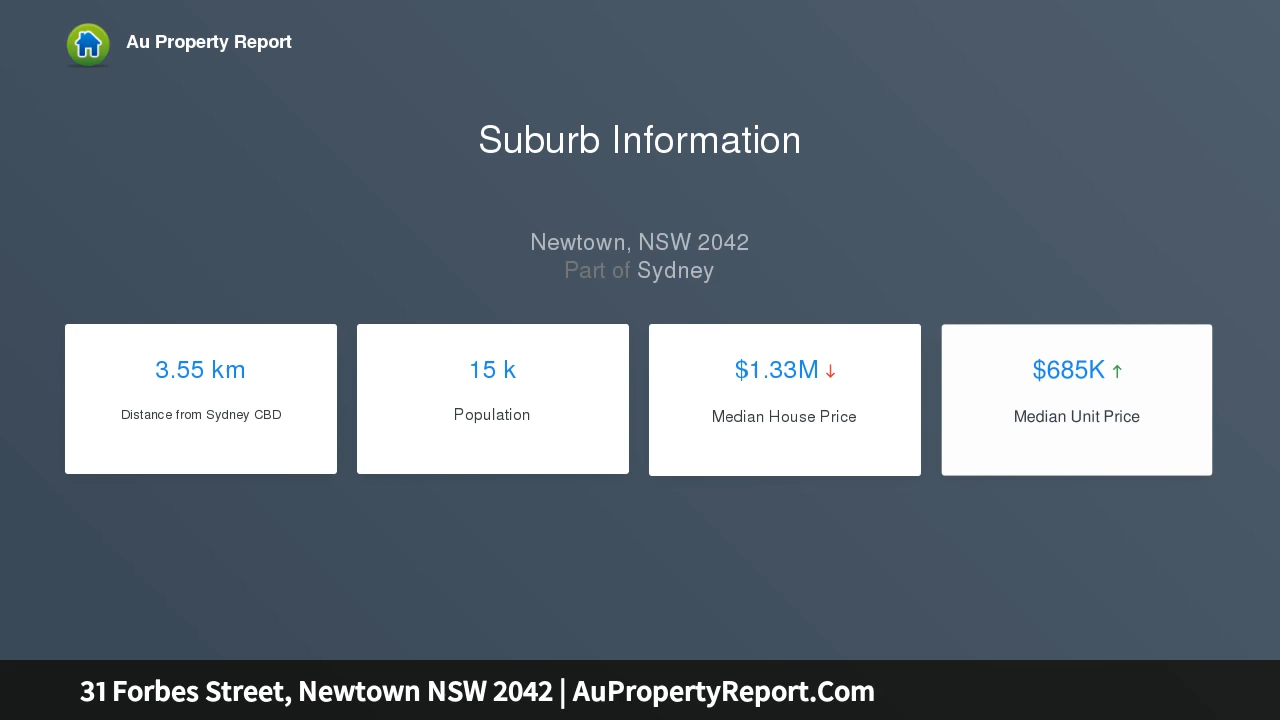 Au Property Report
Suburb Information
Newtown, NSW 2042
Part of Sydney
3.55 km
Distance from Sydney CBD
15 k
Population
$1.33M ↓
Median House Price
$685K ↑
Median Unit Price
31 Forbes Street, Newtown NSW 2042 | AuPropertyReport.Com